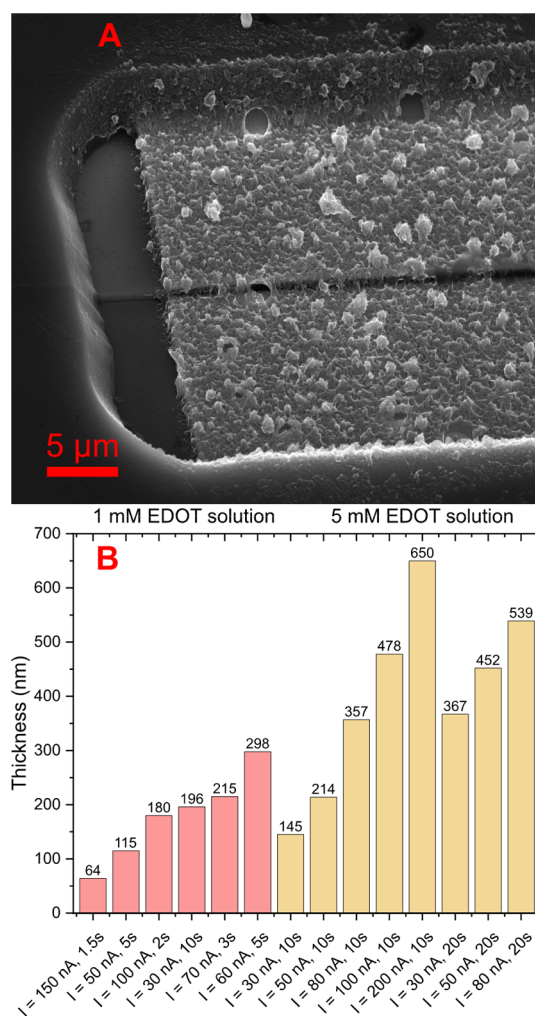 A
5 μm
1 mM EDOT solution 5 mM EDOT solution
B
Thickness (nm)
700
600
500
400
300
200
100
0
64
115
180
196
215
298
145
214
357
478
650
367
452
539
I = 150 nA, 1.5s
I = 50 nA, 5s
I = 100 nA, 2s
I = 30 nA, 10s
I = 70 nA, 3s
I = 60 nA, 5s
I = 30 nA, 10s
I = 50 nA, 10s
I = 80 nA, 10s
I = 100 nA, 10s
I = 200 nA, 10s
I = 30 nA, 20s
I = 50 nA, 20s
I = 80 nA, 20s